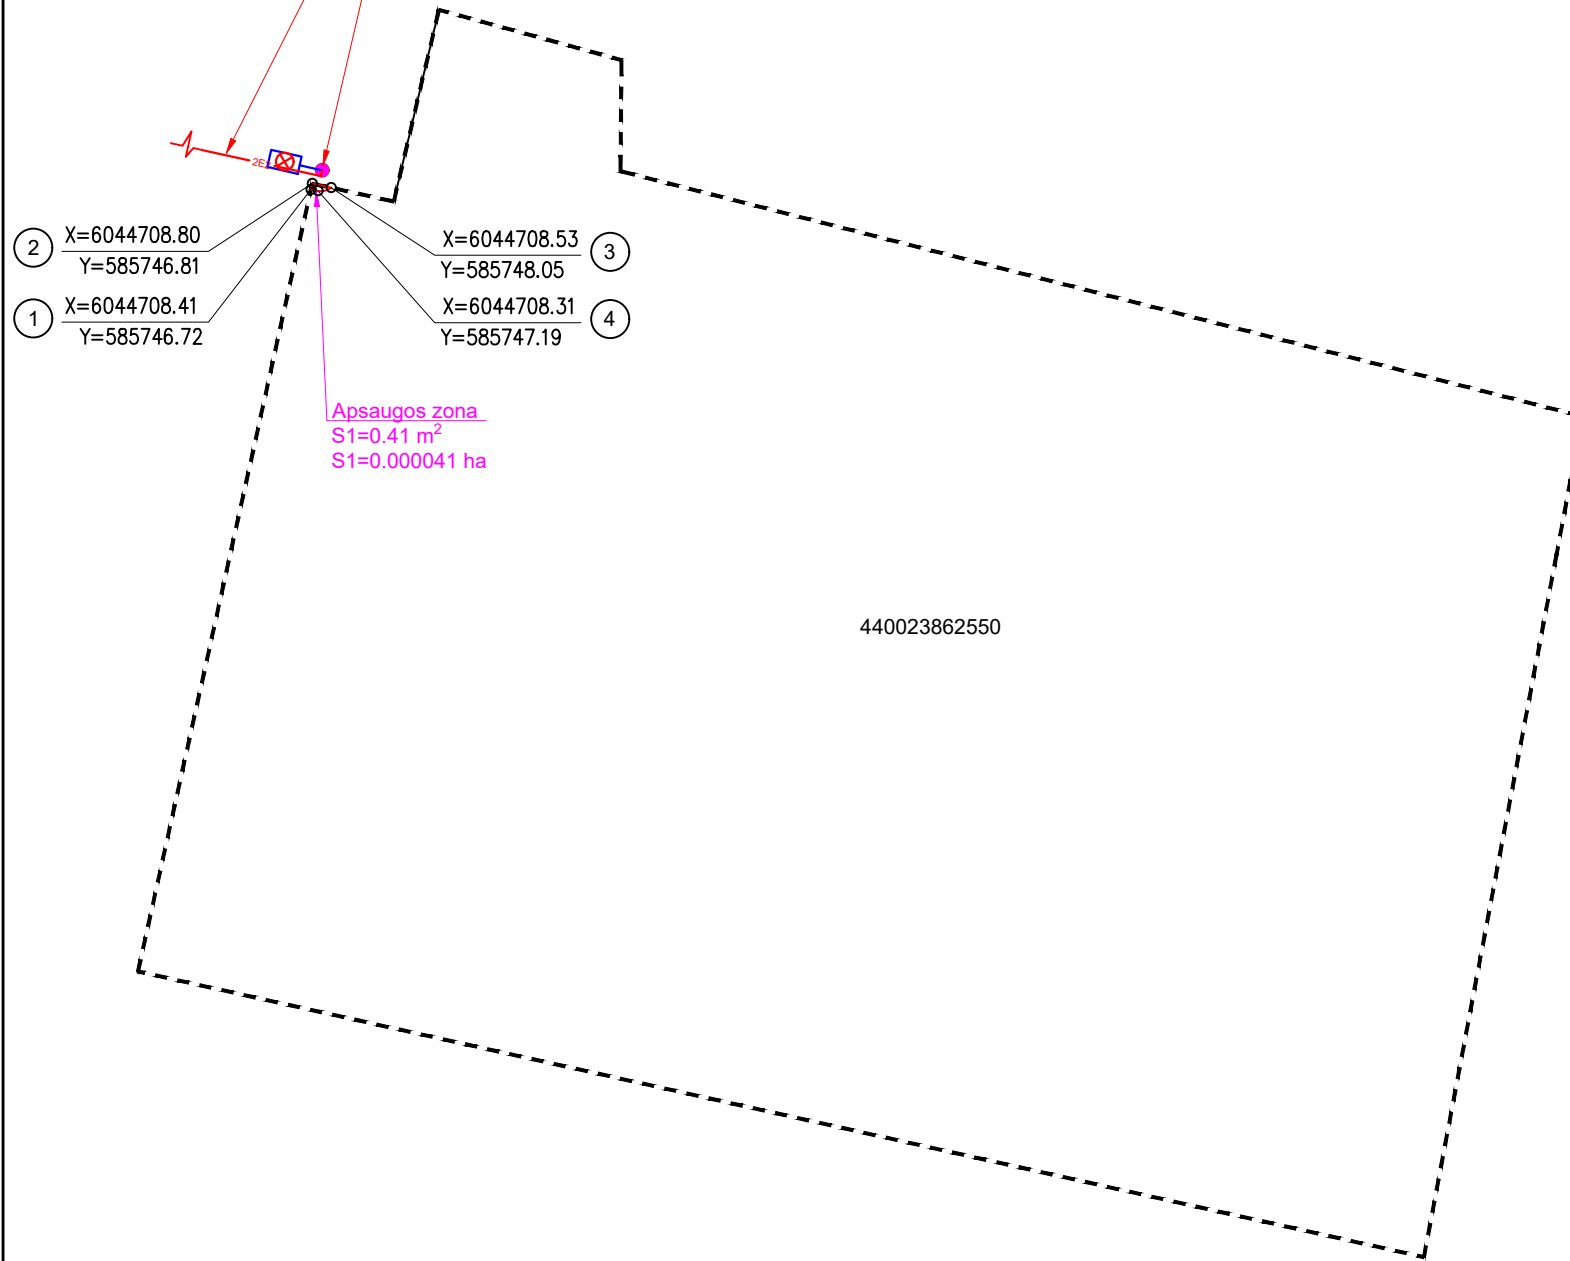 2E
2
X=6044708.80
Y=585746.81
X=6044708.53
Y=585748.05
3
1
X=6044708.41
Y=585746.72
X=6044708.31
Y=585747.19
4
Apsaugos zona
S1=0.41 m²
S1=0.000041 ha
440023862550